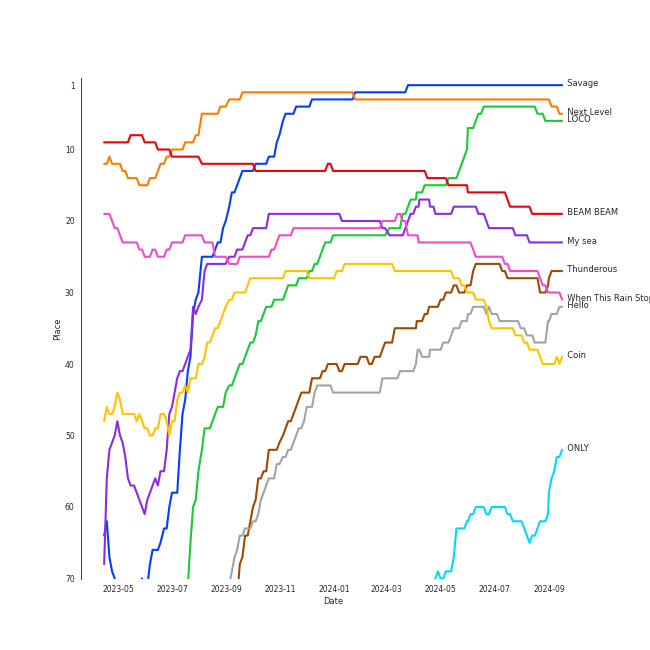 1
10
20
30
40
50
60
70
Place
2023-05
2023-07
2023-09
2023-11
2024-01
2024-03
2024-05
2024-07
2024-09
Date
Savage
Next Level
LOCO
BEAM BEAM
My sea
Thunderous
When This Rain Stop
Hello
Coin
ONLY